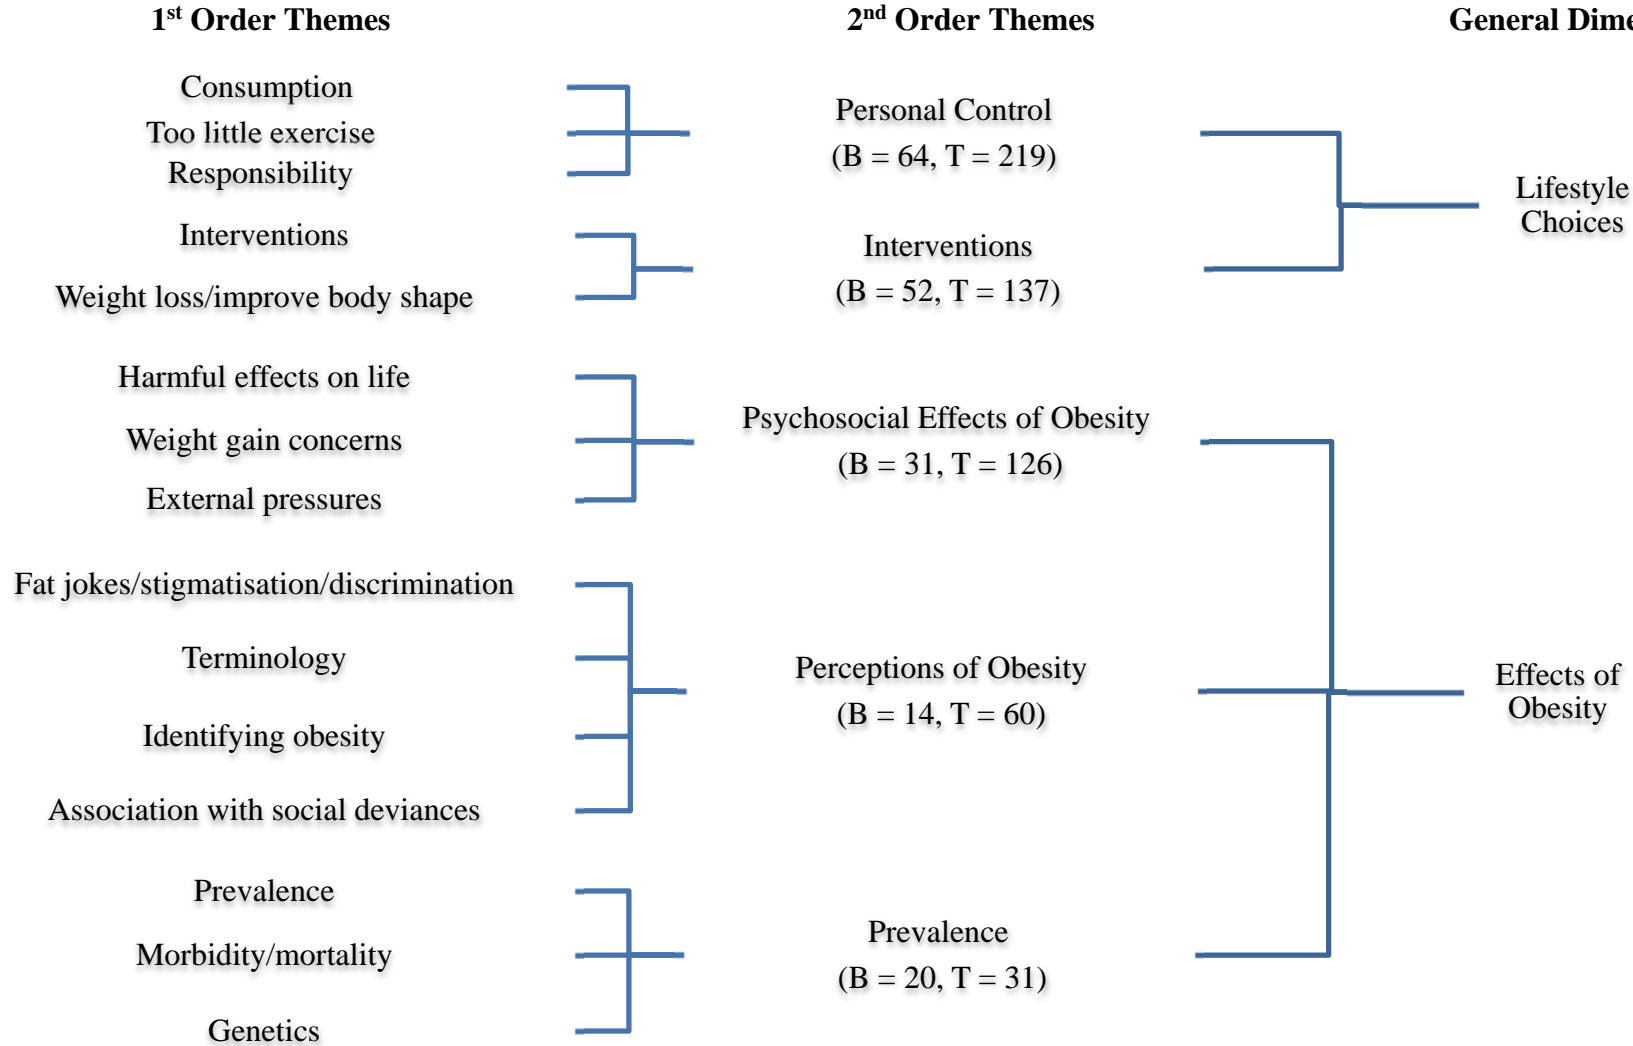 1st Order Themes
2nd Order Themes
General Dime
Consumption
Too little exercise
Responsibility
Personal Control
(B = 64, T = 219)
Interventions
Weight loss/improve body shape
Interventions
(B = 52, T = 137)
Lifestyle
Choices
Harmful effects on life
Weight gain concerns
External pressures
Psychosocial Effects of Obesity
(B = 31, T = 126)
Fat jokes/stigmatisation/discrimination
Terminology
Identifying obesity
Association with social deviances
Perceptions of Obesity
(B = 14, T = 60)
Effects of
Obesity
Prevalence
Morbidity/mortality
Genetics
Prevalence
(B = 20, T = 31)